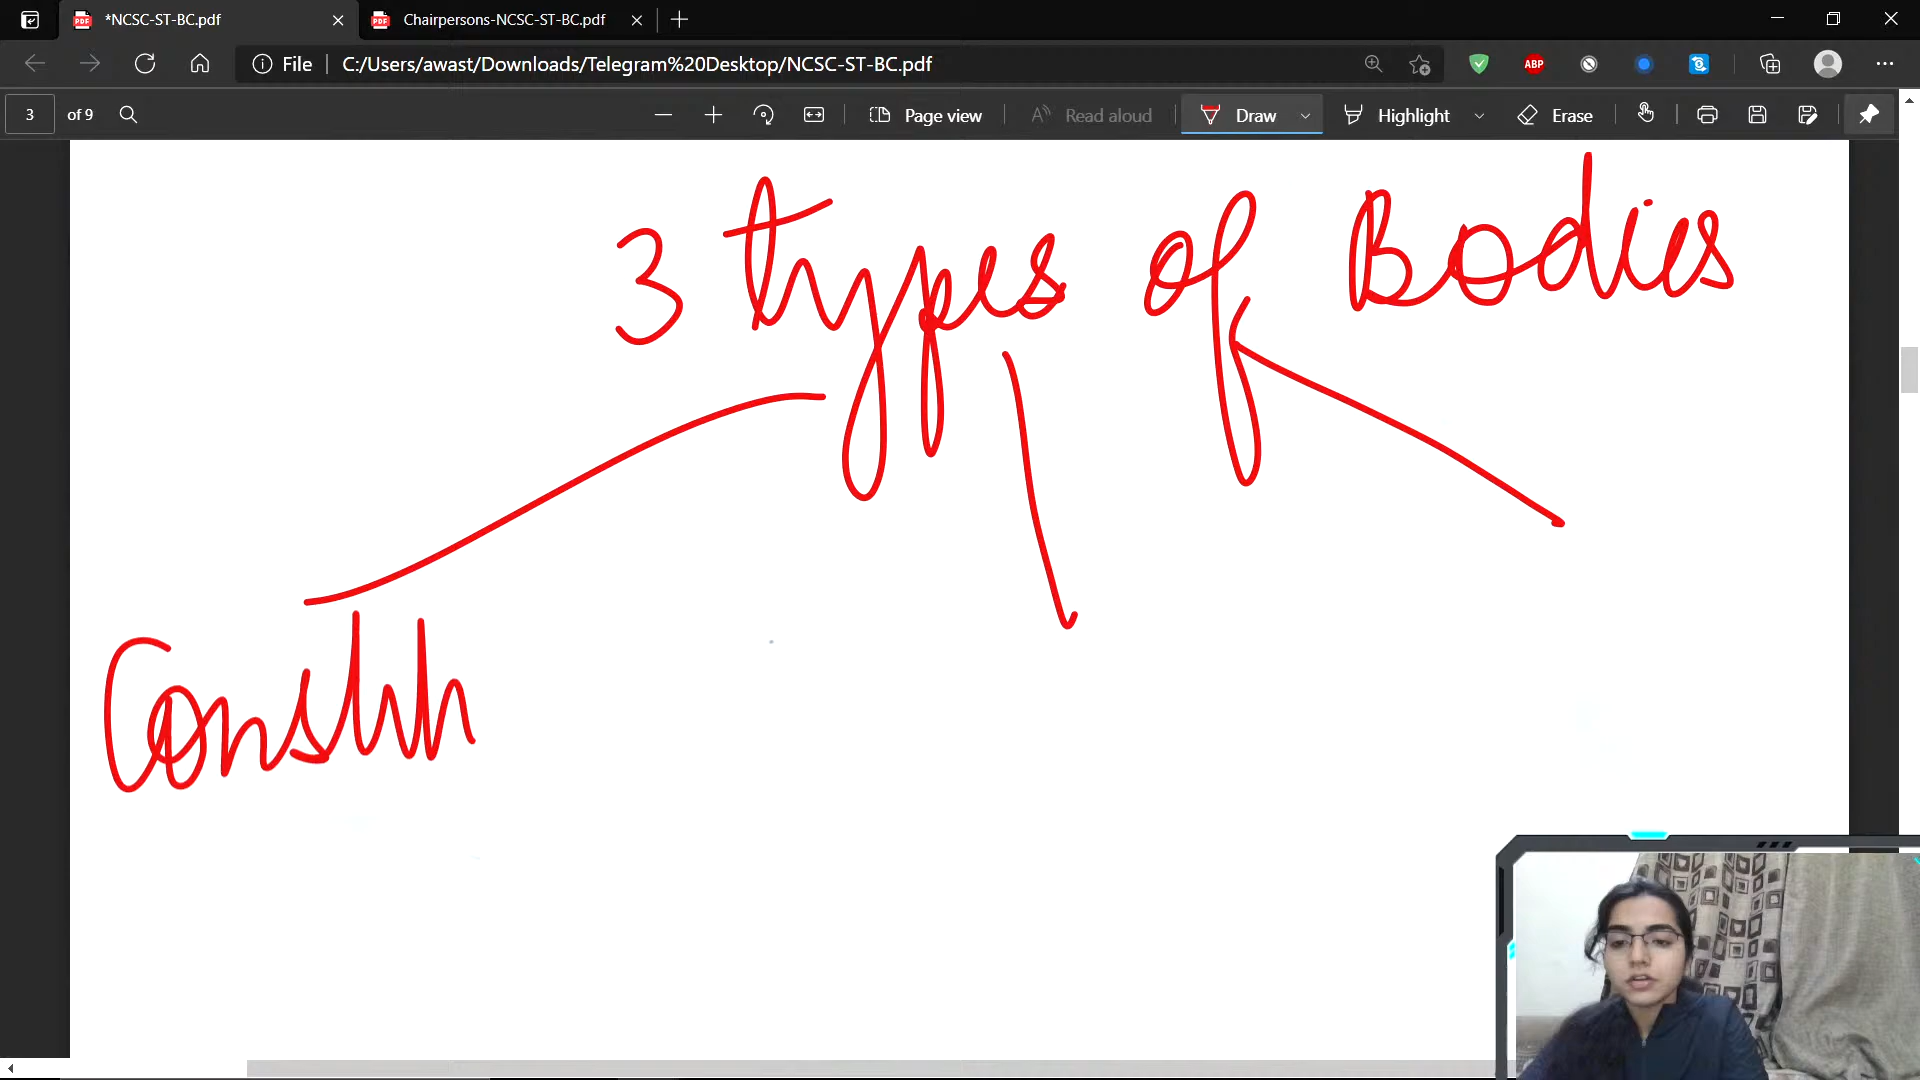 *NCSC-ST-BC.pdf
Chairpersons-NCSC-ST-BC.pdf
File
C:/Users/awast/Downloads/Telegram%20Desktop/NCSC-ST-BC.pdf
ABP
3 of 9
Page view
Read aloud
Draw
Highlight
Erase
3 types of Bodies